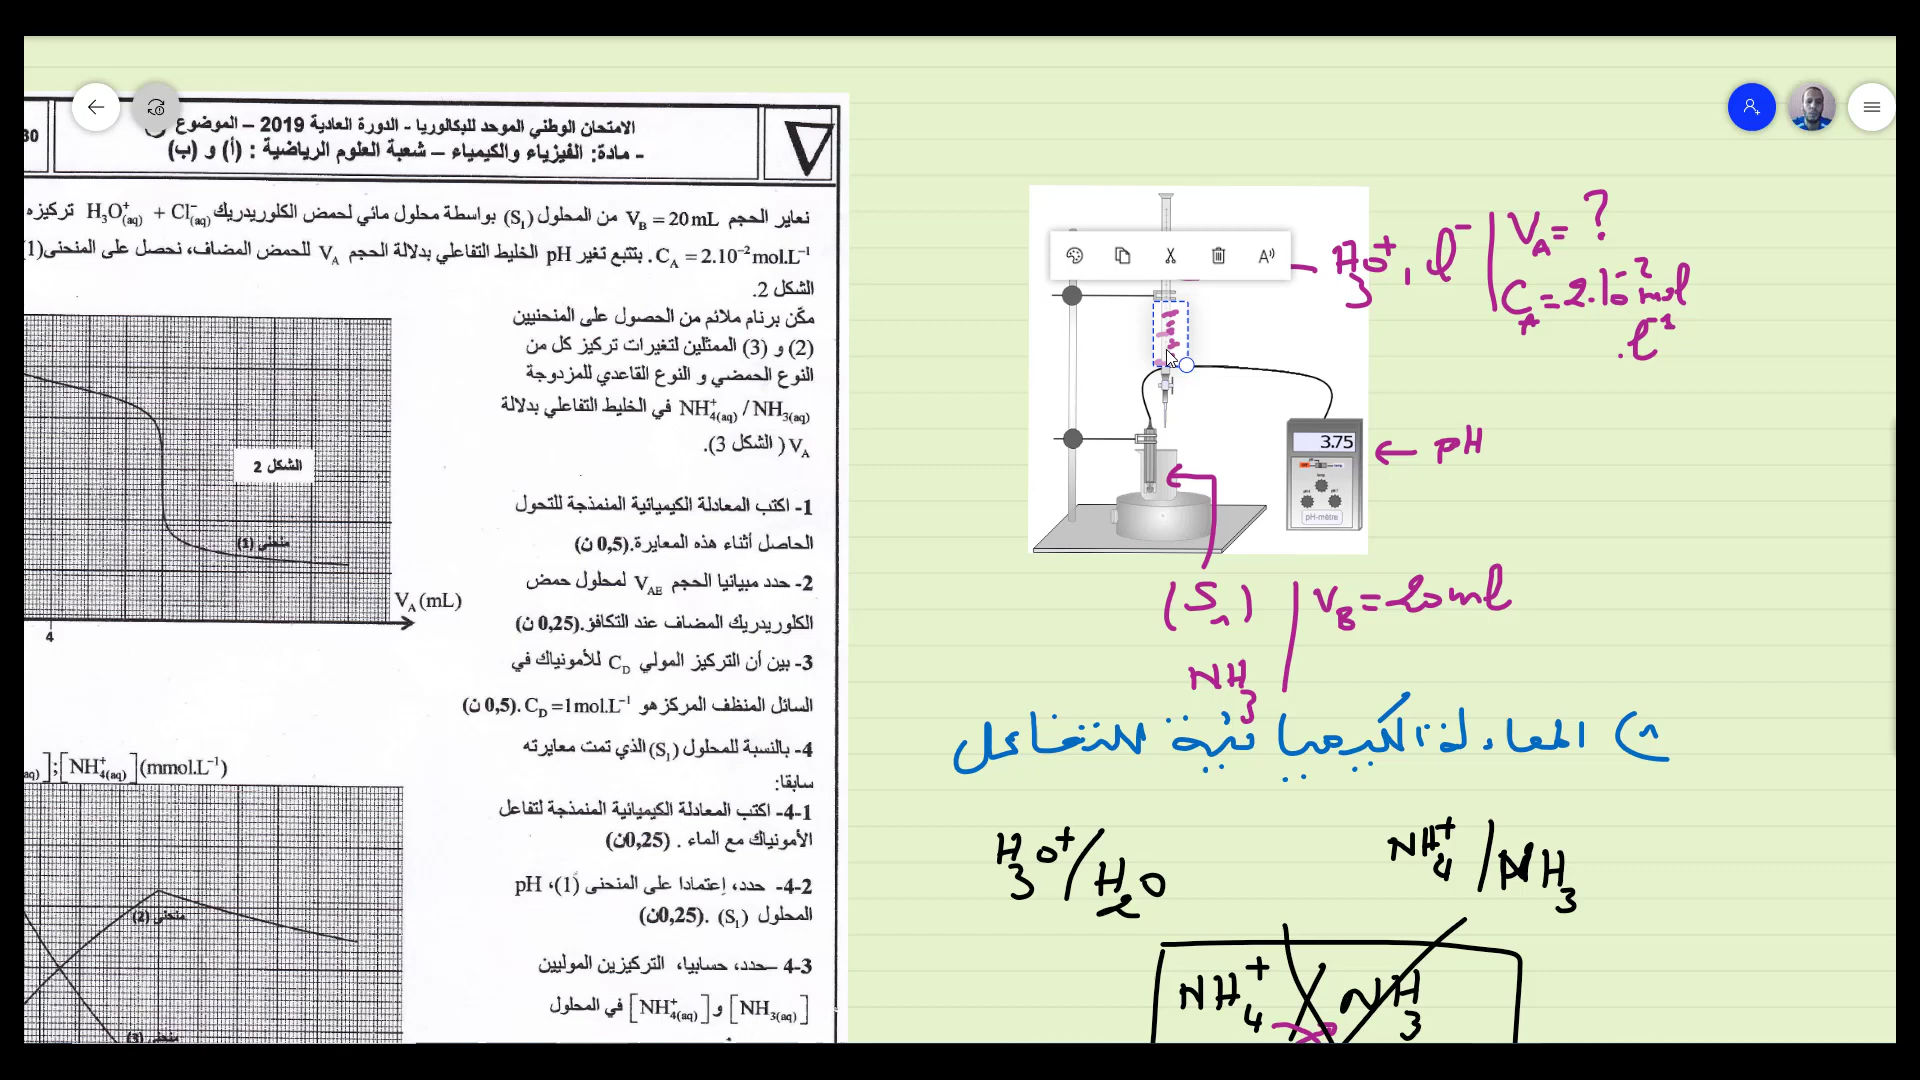 الامتحان الوطني الموحد للبكالوريا - الدورة العادية 2019 – الموضوع
- مادة: الفيزياء والكيمياء – شعبة العلوم الرياضية : (أ) و (ب)
30
نعاير الحجم V_B = 20 mL من المحلول (S₁) بواسطة محلول مائي لحمض الكلوريدريك H₃O⁺(aq) + Cl⁻(aq) تركيزه
C_A = 2.10⁻² mol.L⁻¹ . بتتبع تغير pH الخليط التفاعلي بدلالة الحجم V_A للحمض المضاف، نحصل على المنحنى(1)
الشكل 2.
مكّن برنام ملائم من الحصول على المنحنيين
(2) و (3) الممثلين لتغيرات تركيز كل من
النوع الحمضي و النوع القاعدي للمزدوجة
NH₄⁺(aq) / NH₃(aq) في الخليط التفاعلي بدلالة
V_A ( الشكل 3).
1- اكتب المعادلة الكيميائية المنمذجة للتحول
الحاصل أثناء هذه المعايرة.(0,5 ن)
2- حدد مبيانيا الحجم V_AE لمحلول حمض
الكلوريدريك المضاف عند التكافؤ.(0,25 ن)
3- بين أن التركيز المولي C_D للأمونياك في
السائل المنظف المركز هو C_D = 1 mol.L⁻¹ .(0,5 ن)
4- بالنسبة للمحلول (S₁) الذي تمت معايرته
سابقا:
4-1- اكتب المعادلة الكيميائية المنمذجة لتفاعل
الأمونياك مع الماء . (0,25ن)
4-2- حدد، إعتمادا على المنحنى (1)، pH
المحلول (S₁) .(0,25ن)
4-3 – حدد، حسابيا، التركيزين الموليين
[NH₃(aq)] و [NH₄⁺(aq)] في المحلول
الشكل 2
منحنى (1)
V_A (mL)
4
];[NH₄⁺(aq)] (mmol.L⁻¹)
منحنى (2)
منحنى (3)
H₃O⁺, Cl⁻
V_A = ?
C_A = 2.10⁻² mol
.l⁻¹
3.75
pH-mètre
← pH
(S₁)
V_B = 20 ml
NH₃
1) المعادلة الكيميائية للتفاعل
H₃O⁺/H₂O
NH₄⁺/NH₃
NH₄⁺ NH₃